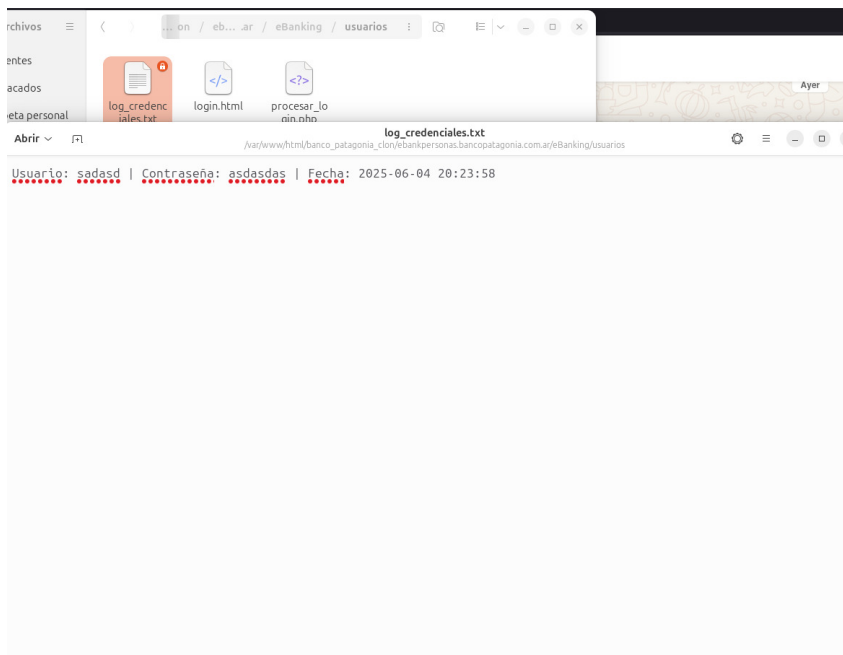 rchivos
... on / eb... .ar / eBanking / usuarios
entes
acados
eta personal
log_credenc
iales.txt
login.html
procesar_lo
gin.php
Ayer
Abrir
log_credenciales.txt
/var/www/html/banco_patagonia_clon/ebankpersonas.bancopatagonia.com.ar/eBanking/usuarios
Usuario: sadasd | Contraseña: asdasdas | Fecha: 2025-06-04 20:23:58